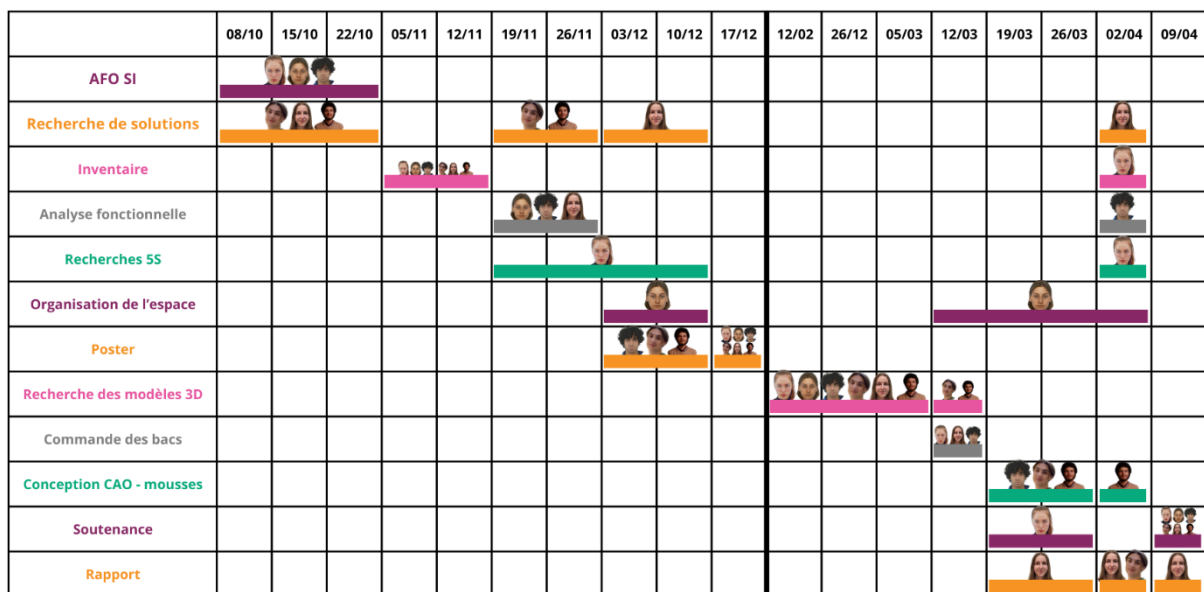 08/10 15/10 22/10 05/11 12/11 19/11 26/11 03/12 10/12 17/12 12/02 26/12 05/03 12/03 19/03 26/03 02/04 09/04
AFO SI
Recherche de solutions
Inventaire
Analyse fonctionnelle
Recherches 5S
Organisation de l'espace
Poster
Recherche des modèles 3D
Commande des bacs
Conception CAO - mousses
Soutenance
Rapport